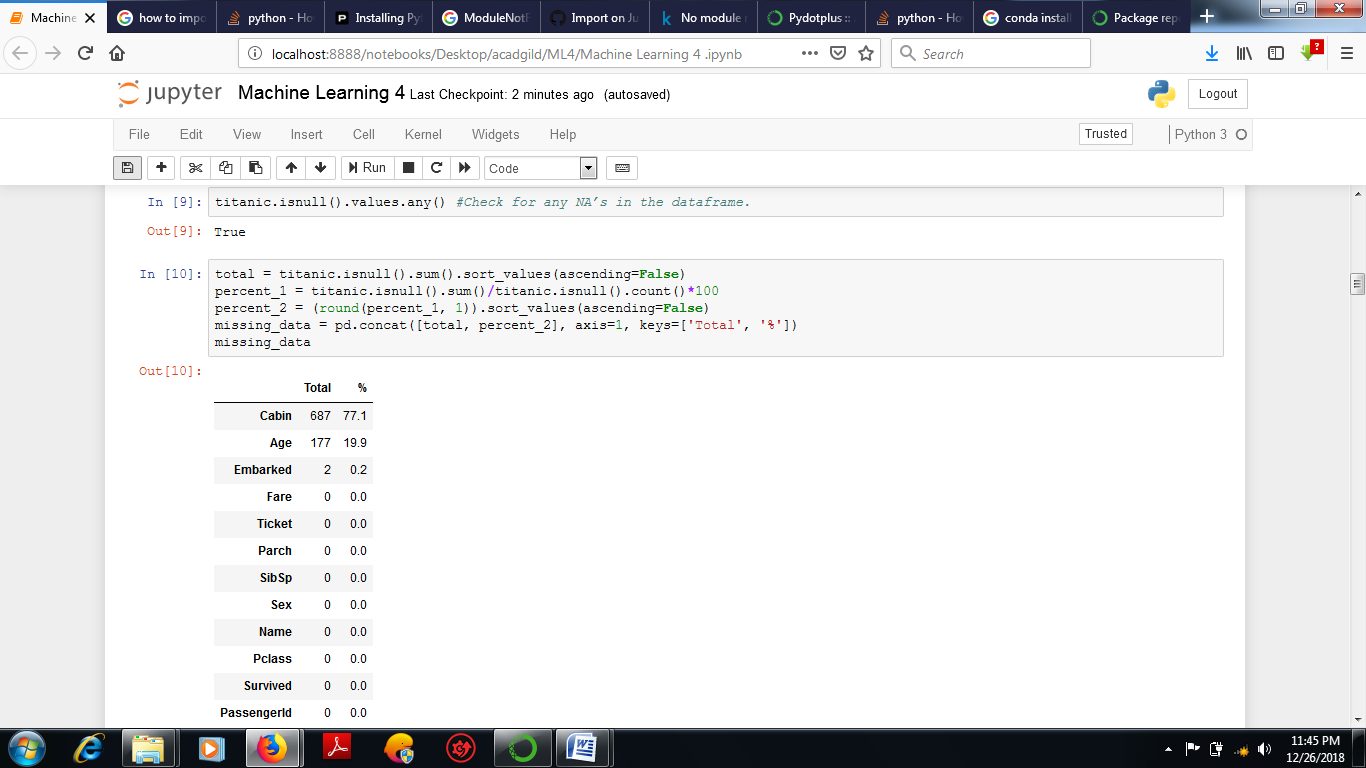 Machine
how to impo
python - Ho
Installing Py
ModuleNotF
Import on Ju
No module
Pydotplus ::
python - Ho
conda install
Package rep
localhost:8888/notebooks/Desktop/acadgild/ML4/Machine Learning 4 .ipynb
Search
jupyter Machine Learning 4 Last Checkpoint: 2 minutes ago (autosaved)
Logout
File Edit View Insert Cell Kernel Widgets Help
Trusted
Python 3
Run
Code
In [9]: titanic.isnull().values.any() #Check for any NA’s in the dataframe.
Out[9]: True
In [10]: total = titanic.isnull().sum().sort_values(ascending=False)
percent_1 = titanic.isnull().sum()/titanic.isnull().count()*100
percent_2 = (round(percent_1, 1)).sort_values(ascending=False)
missing_data = pd.concat([total, percent_2], axis=1, keys=['Total', '%'])
missing_data
Out[10]:
Total %
Cabin 687 77.1
Age 177 19.9
Embarked 2 0.2
Fare 0 0.0
Ticket 0 0.0
Parch 0 0.0
SibSp 0 0.0
Sex 0 0.0
Name 0 0.0
Pclass 0 0.0
Survived 0 0.0
PassengerId 0 0.0
11:45 PM
12/26/2018